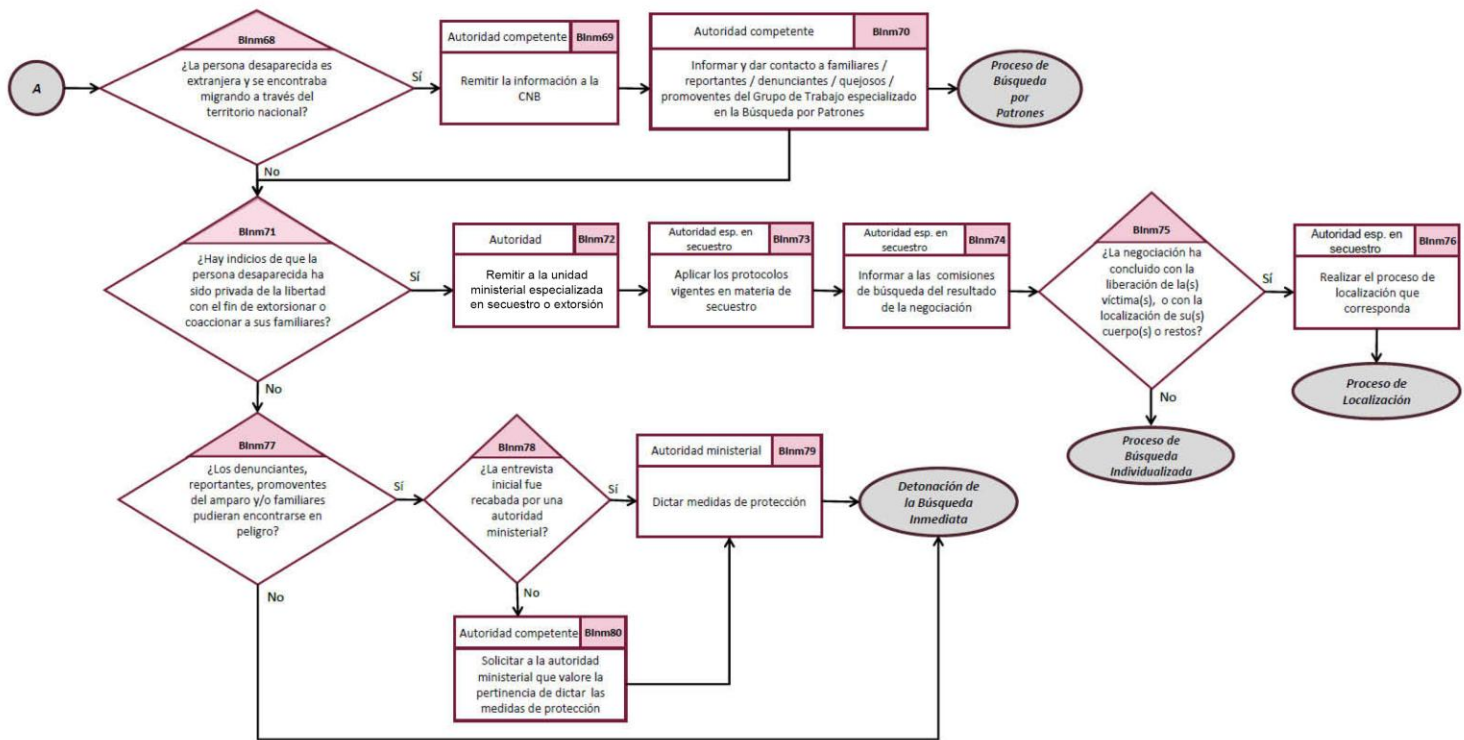 A
BInm68
¿La persona desaparecida es
extranjera y se encontraba
migrando a través del
territorio nacional?
Sí
No
Autoridad competente
BInm69
Remitir la información a la
CNB
Autoridad competente
BInm70
Informar y dar contacto a familiares /
reportantes / denunciantes / quejosos /
promoventes del Grupo de Trabajo especializado
en la Búsqueda por Patrones
Proceso de
Búsqueda
por
Patrones
BInm71
¿Hay indicios de que la
persona desaparecida ha
sido privada de la libertad
con el fin de extorsionar o
coaccionar a sus familiares?
Sí
No
Autoridad
BInm72
Remitir a la unidad
ministerial especializada
en secuestro o extorsión
Autoridad esp. en
secuestro
BInm73
Aplicar los protocolos
vigentes en materia de
secuestro
Autoridad esp. en
secuestro
BInm74
Informar a las comisiones
de búsqueda del resultado
de la negociación
BInm75
¿La negociación ha
concluido con la
liberación de la(s)
víctima(s), o con la
localización de su(s)
cuerpo(s) o restos?
Sí
No
Autoridad esp. en
secuestro
BInm76
Realizar el proceso de
localización que
corresponda
Proceso de
Localización
Proceso de
Búsqueda
Individualizada
BInm77
¿Los denunciantes,
reportantes, promoventes
del amparo y/o familiares
pudieran encontrarse en
peligro?
Sí
No
BInm78
¿La entrevista
inicial fue
recabada por una
autoridad
ministerial?
Sí
No
Autoridad ministerial
BInm79
Dictar medidas de protección
Detonación de
la Búsqueda
Inmediata
Autoridad competente
BInm80
Solicitar a la autoridad
ministerial que valore la
pertinencia de dictar las
medidas de protección